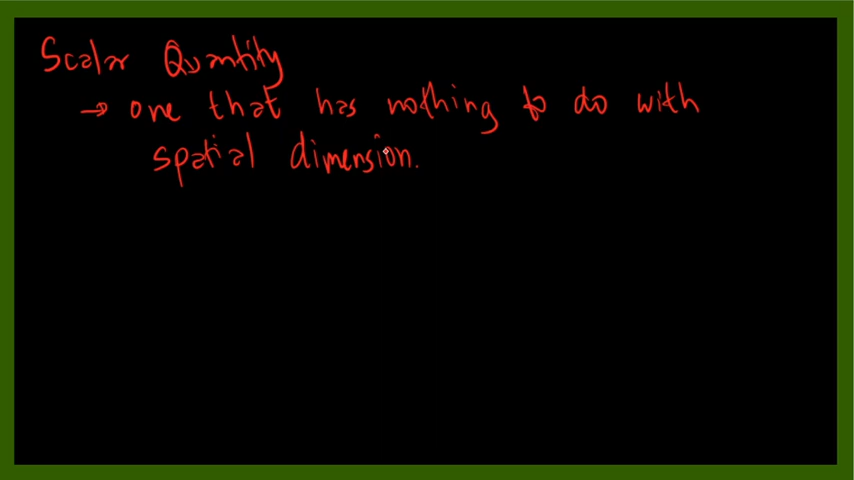 Scalar Quantity
→ one that has nothing to do with
spatial dimension.